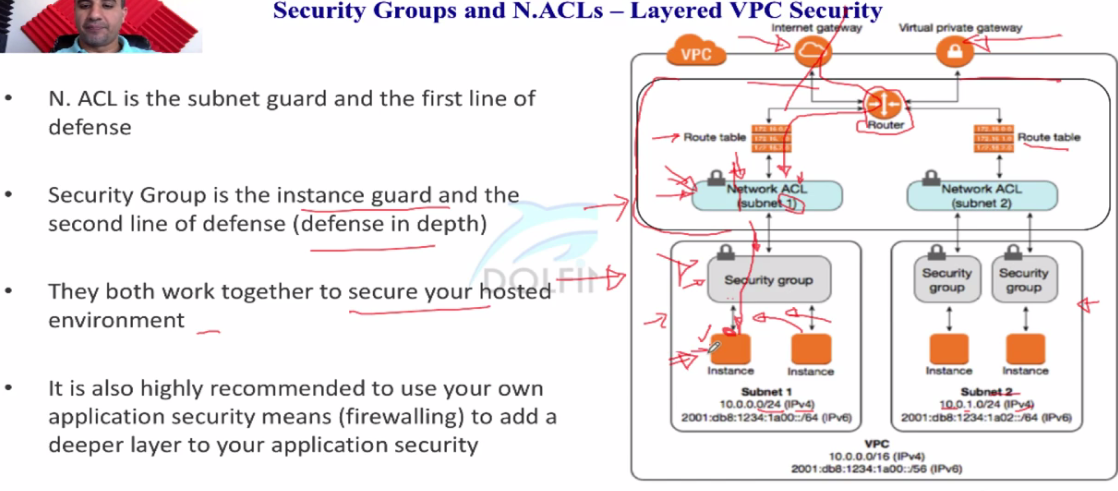 Security Groups and N.ACLs – Layered VPC Security
• N. ACL is the subnet guard and the first line of
defense
• Security Group is the instance guard and the
second line of defense (defense in depth)
• They both work together to secure your hosted
environment
• It is also highly recommended to use your own
application security means (firewalling) to add a
deeper layer to your application security
DOLFIN
Internet gateway
Virtual private gateway
VPC
Router
Route table
Route table
Network ACL
(subnet 1)
Network ACL
(subnet 2)
Security group
Security
group
Security
group
Instance
Instance
Instance
Instance
Subnet 1
10.0.0.0/24 (IPv4)
2001:db8:1234:1a00::/64 (IPv6)
Subnet 2
10.0.1.0/24 (IPv4)
2001:db8:1234:1a02::/64 (IPv6)
VPC
10.0.0.0/16 (IPv4)
2001:db8:1234:1a00::/56 (IPv6)